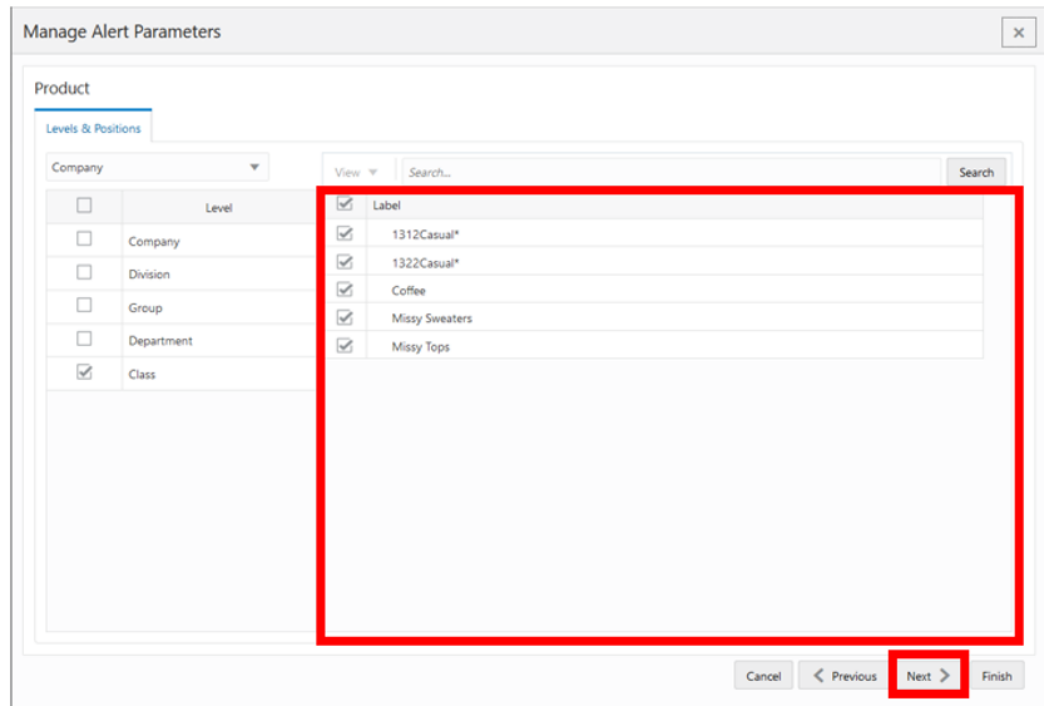 Manage Alert Parameters
Product
Levels & Positions
Company
View Search... Search
Level
Company
Division
Group
Department
Class
Label
1312Casual*
1322Casual*
Coffee
Missy Sweaters
Missy Tops
Cancel Previous Next Finish